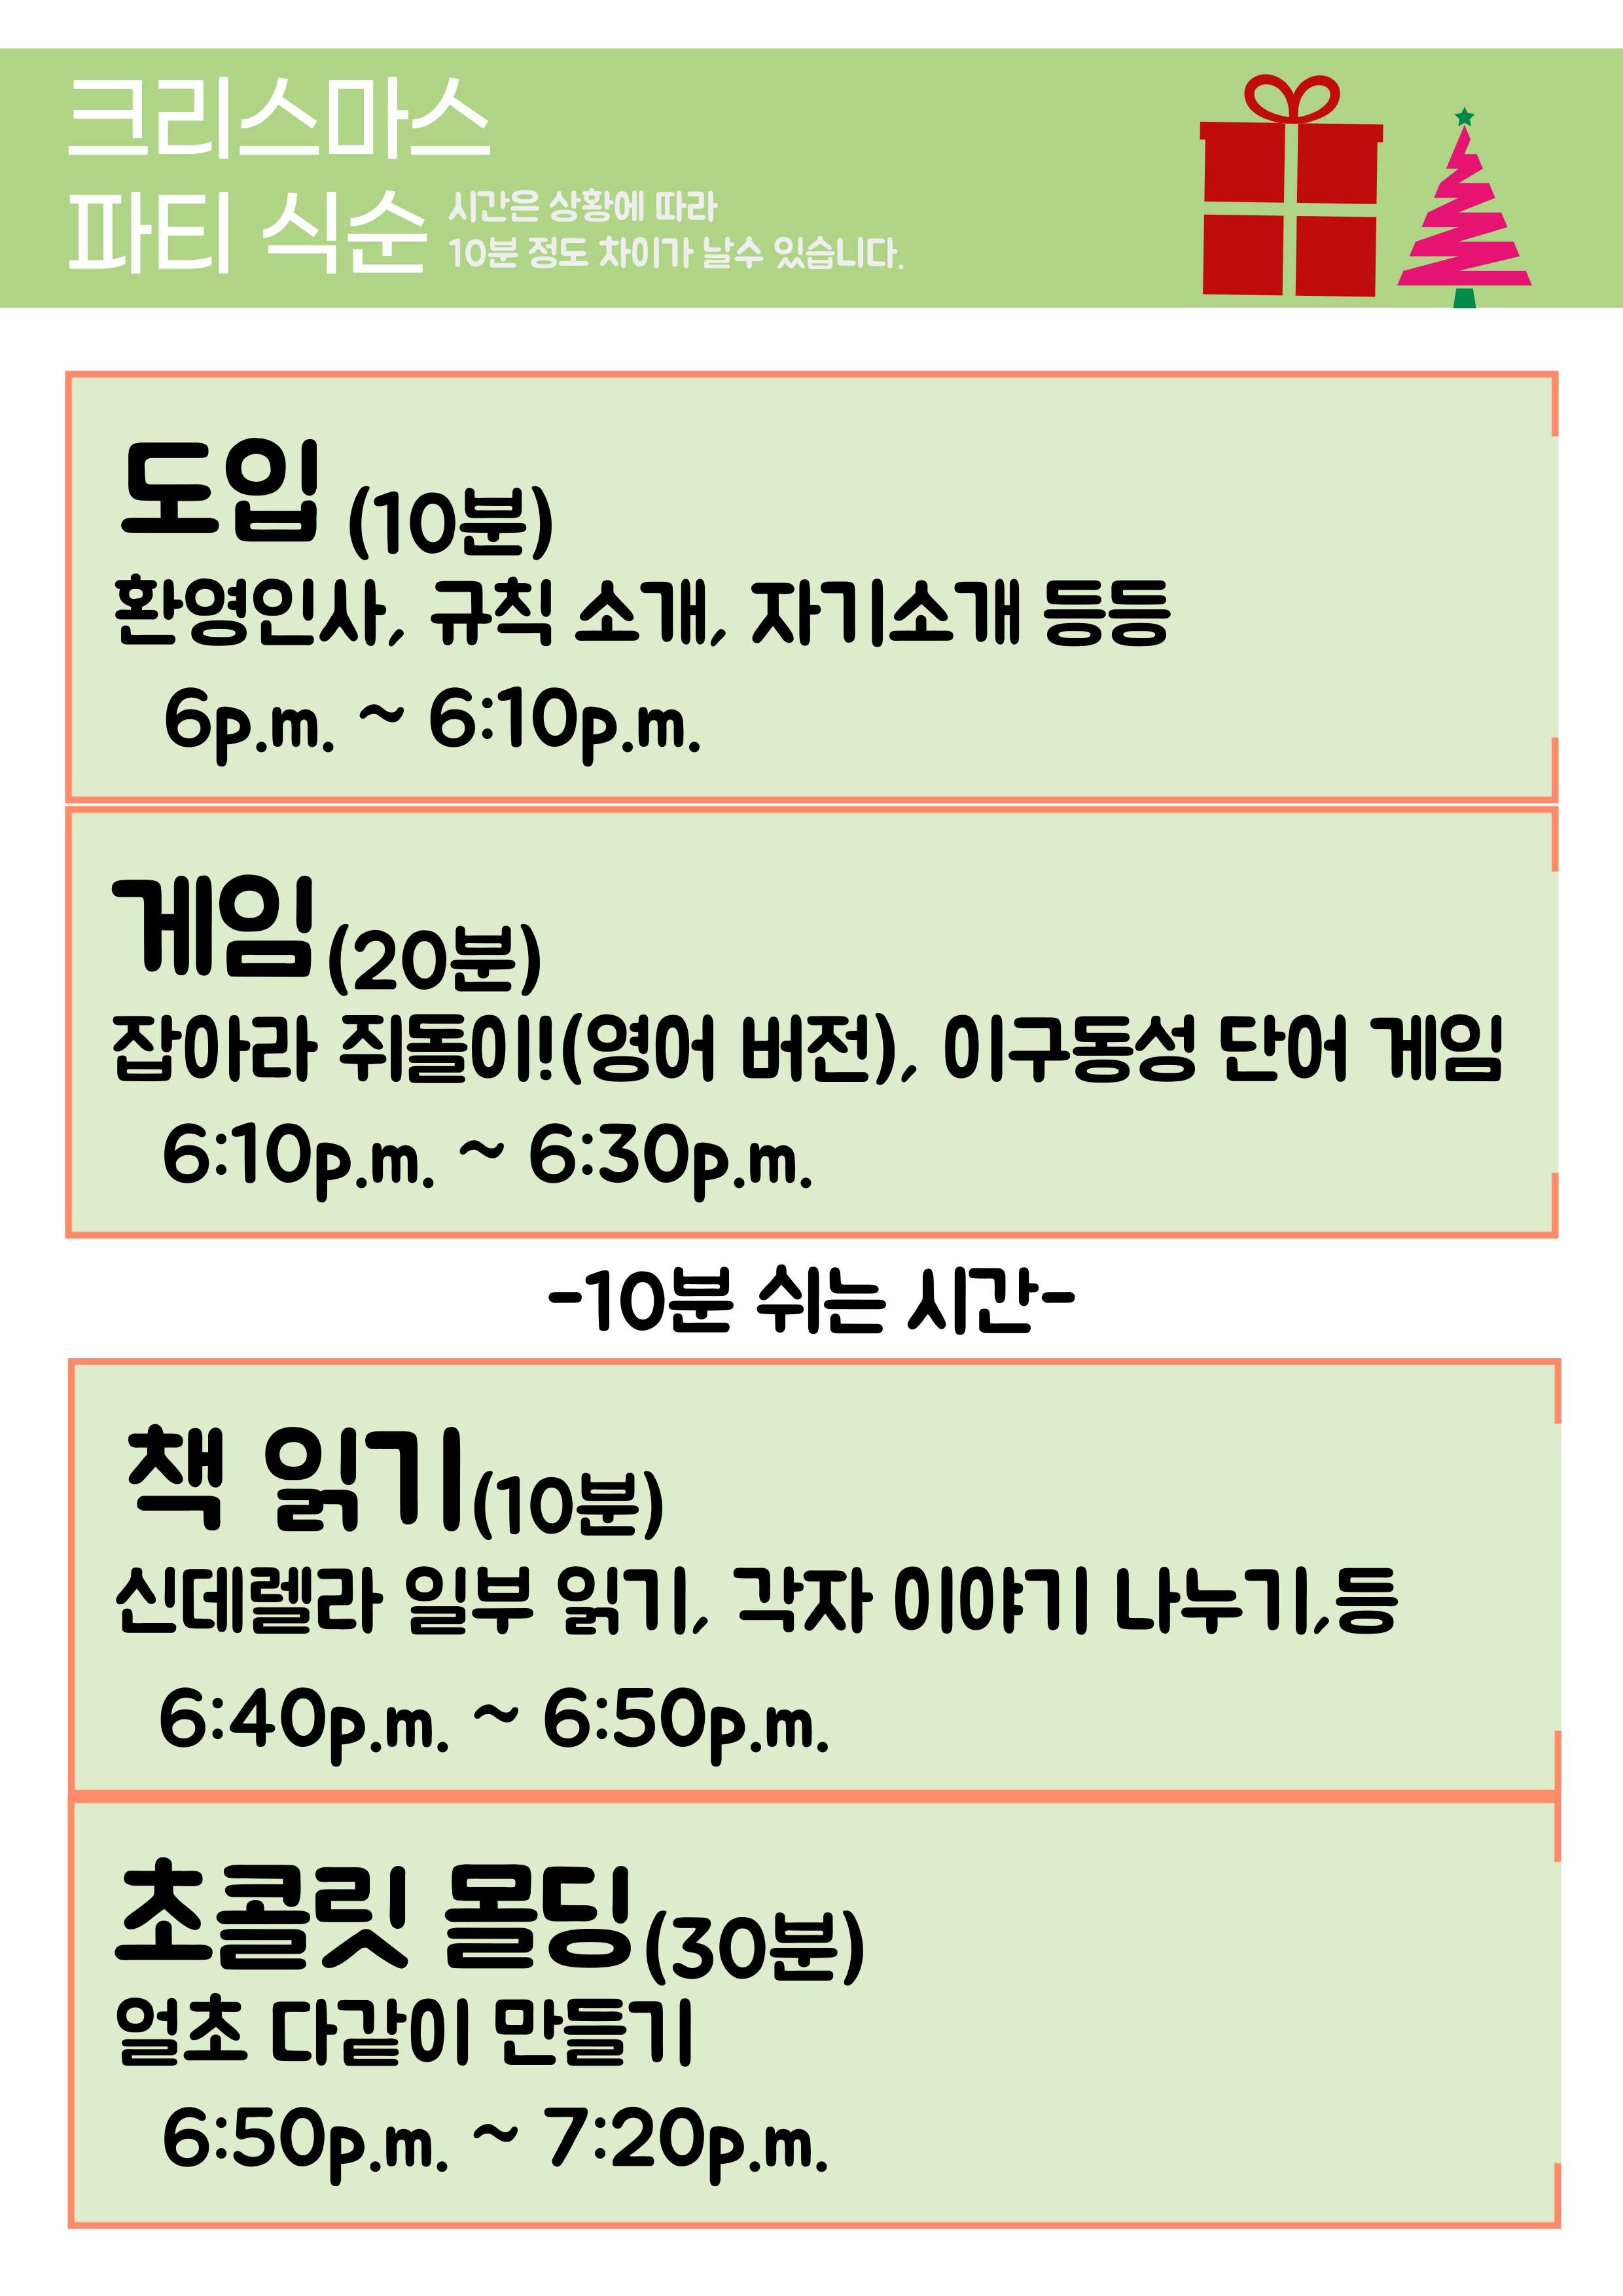 크리스마스
파티 식순
시간은 상황에 따라
10분 정도 차이가 날수 있습니다.
도입 (10분)
환영인사, 규칙 소개, 자기소개 등등
6p.m. ~ 6:10p.m.
게임(20분)
잡아라 쥐돌이!!(영어 버전), 이구동성 단어 게임
6:10p.m. ~ 6:30p.m.
-10분 쉬는 시간-
책 읽기(10분)
신데렐라 일부 읽기, 각자 이야기 나누기,등
6:40p.m. ~ 6:50p.m.
초콜릿 몰딩(30분)
얼초 다같이 만들기
6:50p.m. ~ 7:20p.m.